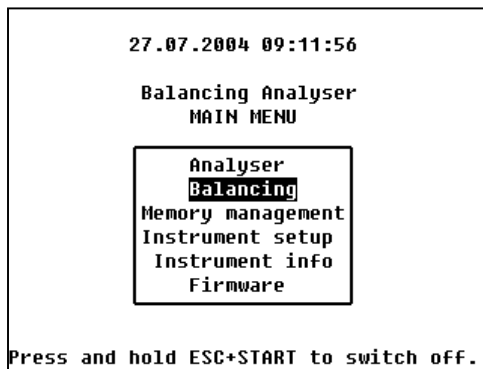 27.07.2004 09:11:56
Balancing Analyser
MAIN MENU
Analyser
Balancing
Memory management
Instrument setup
Instrument info
Firmware
Press and hold ESC+START to switch off.